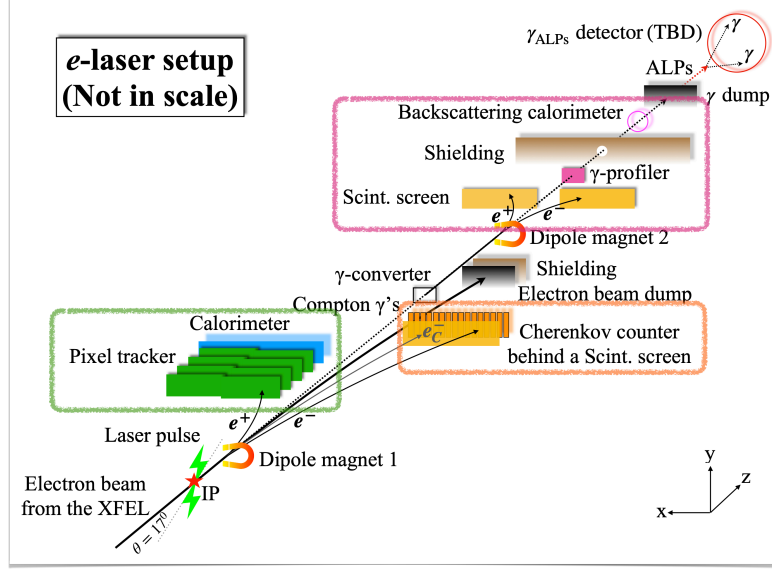 e-laser setup
(Not in scale)
γALPs detector (TBD)
γ
γ
ALPs
γ dump
Backscattering calorimeter
Shielding
γ-profiler
Scint. screen
e+
e−
Dipole magnet 2
γ-converter
Shielding
Compton γ's
Electron beam dump
e−C
Calorimeter
Cherenkov counter
behind a Scint. screen
Pixel tracker
e+
e−
Laser pulse
Dipole magnet 1
Electron beam
from the XFEL
IP
θ = 17⁰
y
z
x